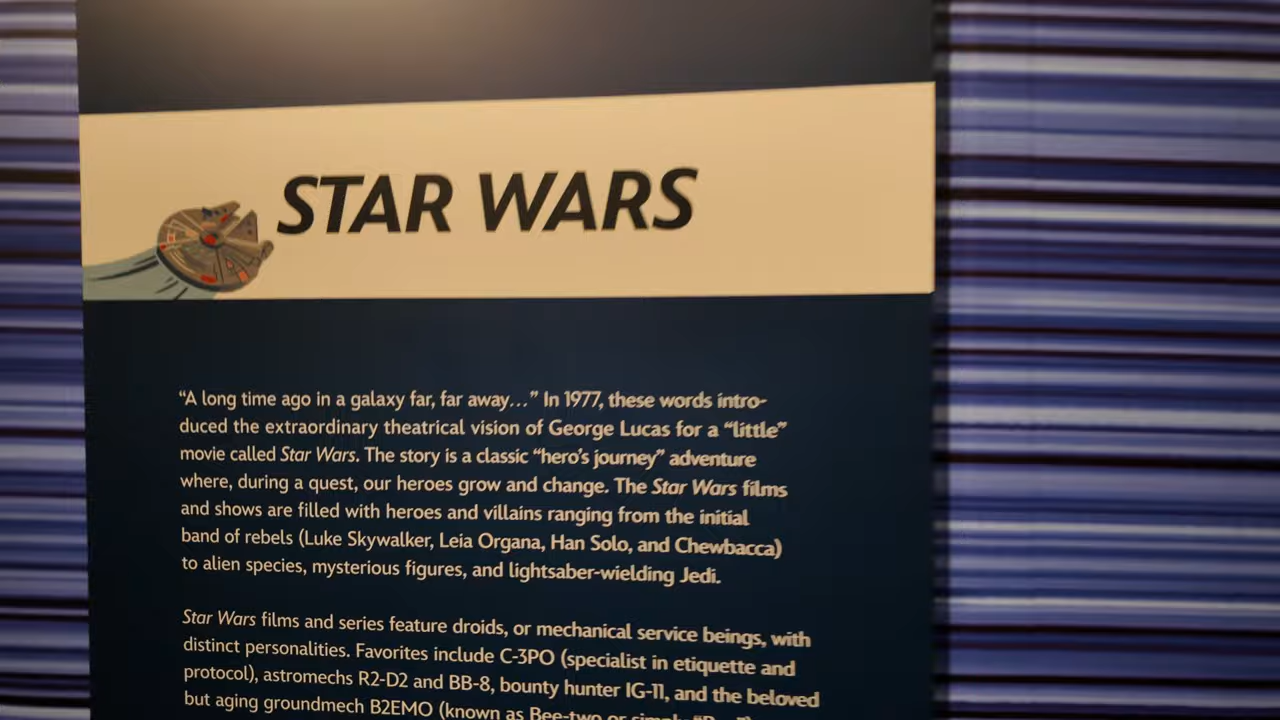 STAR WARS
“A long time ago in a galaxy far, far away…” In 1977, these words intro-
duced the extraordinary theatrical vision of George Lucas for a “little”
movie called Star Wars. The story is a classic “hero’s journey” adventure
where, during a quest, our heroes grow and change. The Star Wars films
and shows are filled with heroes and villains ranging from the initial
band of rebels (Luke Skywalker, Leia Organa, Han Solo, and Chewbacca)
to alien species, mysterious figures, and lightsaber-wielding Jedi.
Star Wars films and series feature droids, or mechanical service beings, with
distinct personalities. Favorites include C-3PO (specialist in etiquette and
protocol), astromechs R2-D2 and BB-8, bounty hunter IG-11, and the beloved
but aging groundmech B2EMO (known as Bee-two or simply